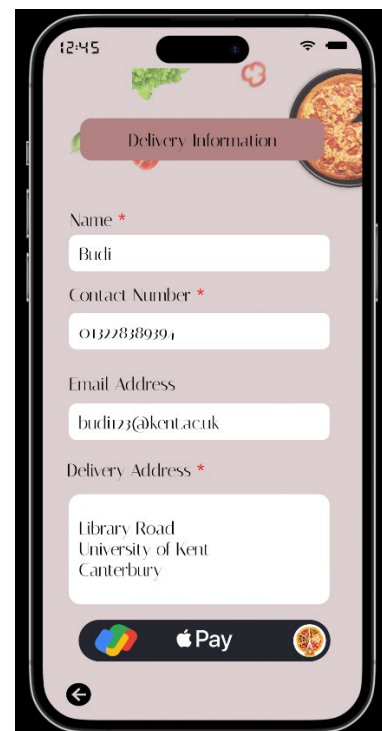 12:45
Delivery Information
Name *
Budi
Contact Number *
013228389394
Email Address
budi123@kent.ac.uk
Delivery Address *
Library Road
University of Kent
Canterbury
Pay